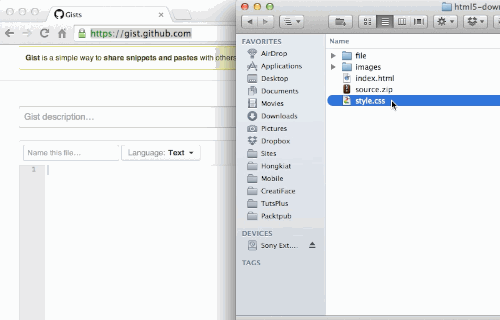 Gists
https://gist.github.com
Gist is a simple way to share snippets and pastes with others
Gist description…
Name this file…
Language: Text
1
html5-down
Name
FAVORITES
AirDrop
Applications
Desktop
Documents
Movies
Downloads
Pictures
Dropbox
Sites
Hongkiat
Mobile
CreatiFace
TutsPlus
Packtpub
DEVICES
Sony Ext....
TAGS
file
images
index.html
source.zip
style.css